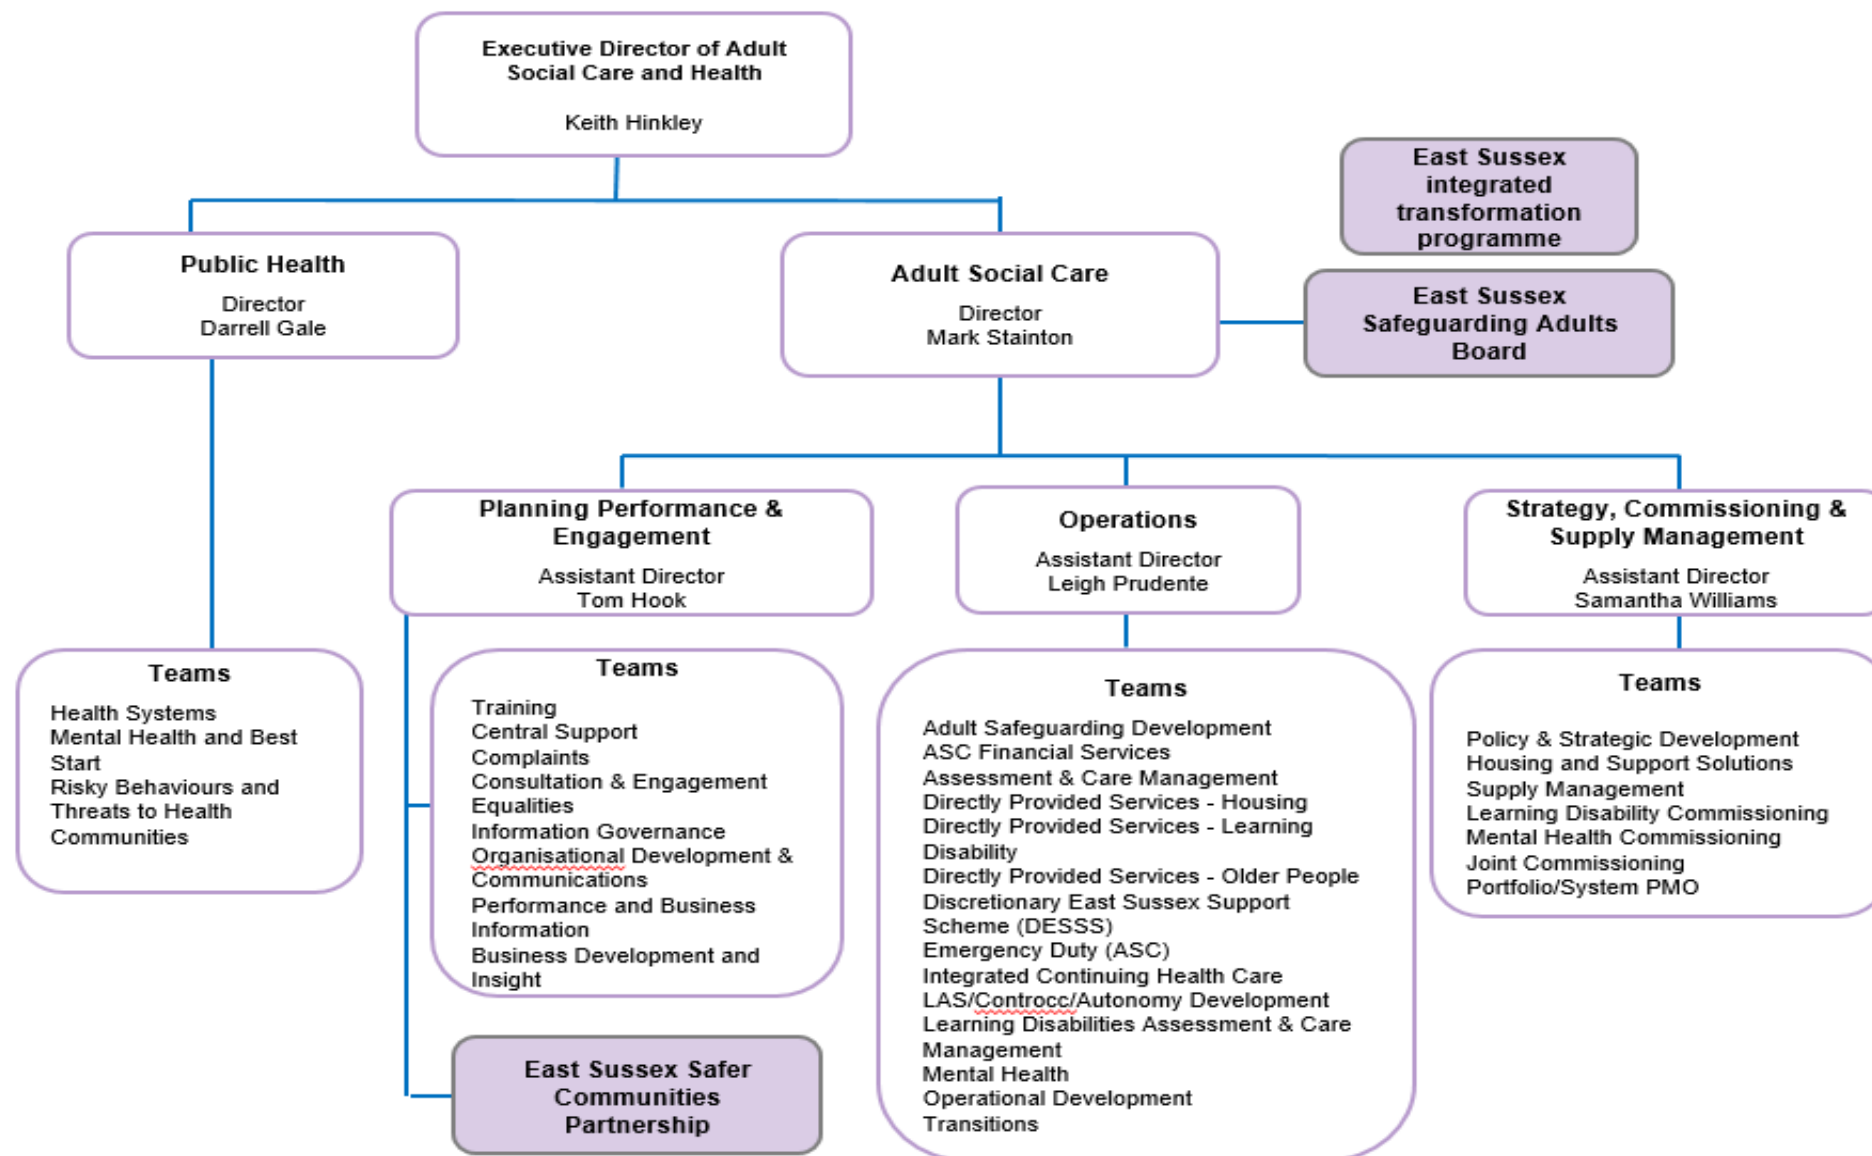 Executive Director of Adult
Social Care and Health
Keith Hinkley
East Sussex
integrated
transformation
programme
Public Health
Director
Darrell Gale
Adult Social Care
Director
Mark Stainton
East Sussex
Safeguarding Adults
Board
Planning Performance &
Engagement
Assistant Director
Tom Hook
Operations
Assistant Director
Leigh Prudente
Strategy, Commissioning &
Supply Management
Assistant Director
Samantha Williams
Teams
Health Systems
Mental Health and Best
Start
Risky Behaviours and
Threats to Health
Communities
Teams
Training
Central Support
Complaints
Consultation & Engagement
Equalities
Information Governance
Organisational Development &
Communications
Performance and Business
Information
Business Development and
Insight
East Sussex Safer
Communities
Partnership
Teams
Adult Safeguarding Development
ASC Financial Services
Assessment & Care Management
Directly Provided Services - Housing
Directly Provided Services - Learning
Disability
Directly Provided Services - Older People
Discretionary East Sussex Support
Scheme (DESSS)
Emergency Duty (ASC)
Integrated Continuing Health Care
LAS/Controcc/Autonomy Development
Learning Disabilities Assessment & Care
Management
Mental Health
Operational Development
Transitions
Teams
Policy & Strategic Development
Housing and Support Solutions
Supply Management
Learning Disability Commissioning
Mental Health Commissioning
Joint Commissioning
Portfolio/System PMO